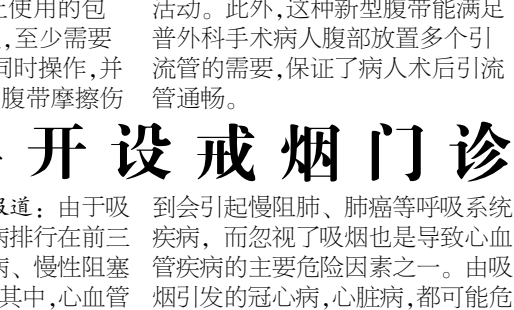 上使用的包
,至少需要
同时操作,并
腹带摩擦伤
活动。此外,这种新型腹带能满足
普外科手术病人腹部放置多个引
流管的需要,保证了病人术后引流
管通畅。
开设戒烟门诊
报道：由于吸
病排行在前三
病、慢性阻塞
其中,心血管
到会引起慢阻肺、肺癌等呼吸系统
疾病，而忽视了吸烟也是导致心血
管疾病的主要危险因素之一。由吸
烟引发的冠心病,心脏病,都可能危